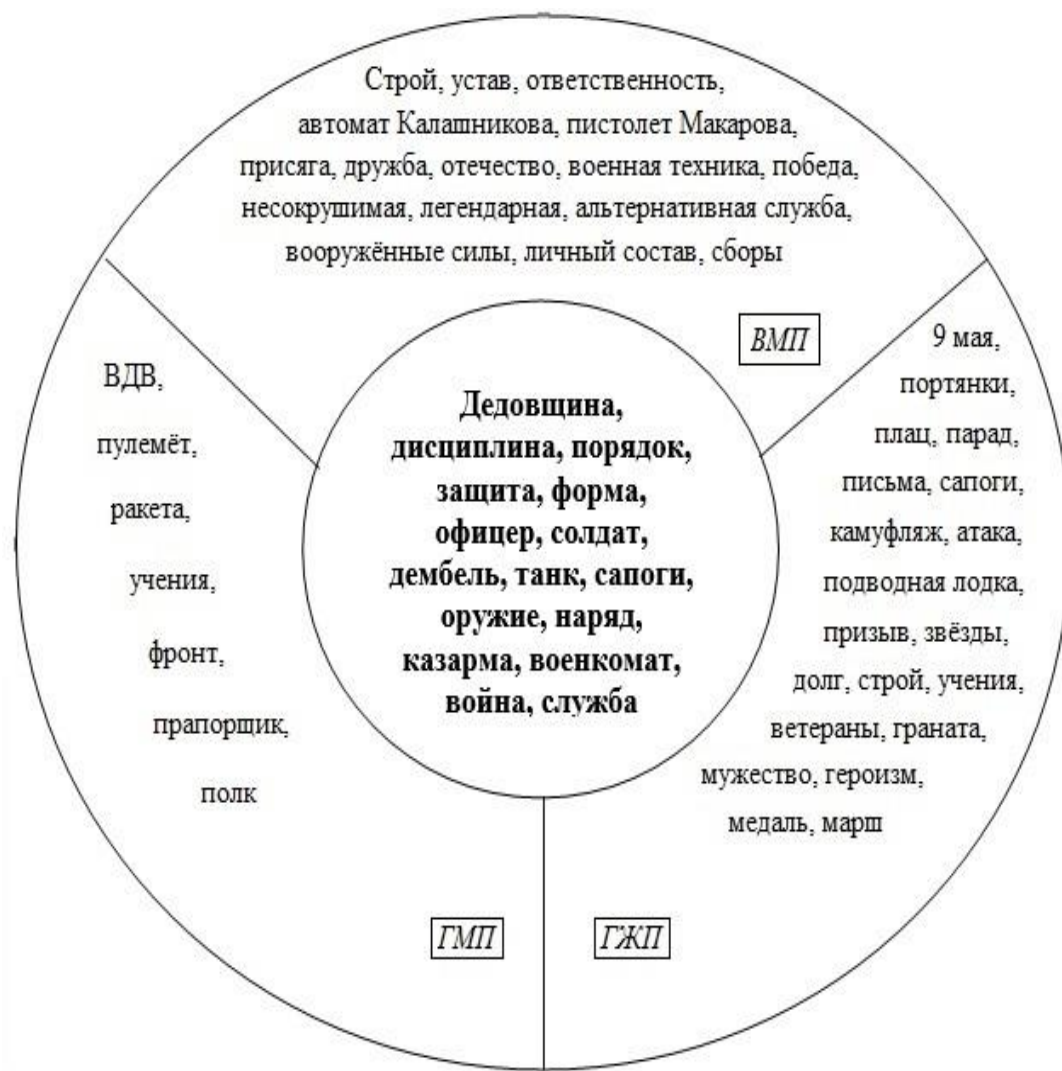 Строй, устав, ответственность,
автомат Калашникова, пистолет Макарова,
присяга, дружба, отечество, военная техника, победа,
несокрушимая, легендарная, альтернативная служба,
вооружённые силы, личный состав, сборы
ВМП
ВДВ,
пулемёт,
ракета,
учения,
фронт,
прапорщик,
полк
ГМП
Дедовщина,
дисциплина, порядок,
защита, форма,
офицер, солдат,
дембель, танк, сапоги,
оружие, наряд,
казарма, военкомат,
война, служба
9 мая,
портянки,
плац, парад,
письма, сапоги,
камуфляж, атака,
подводная лодка,
призыв, звёзды,
долг, строй, учения,
ветераны, граната,
мужество, героизм,
медаль, марш
ГЖП